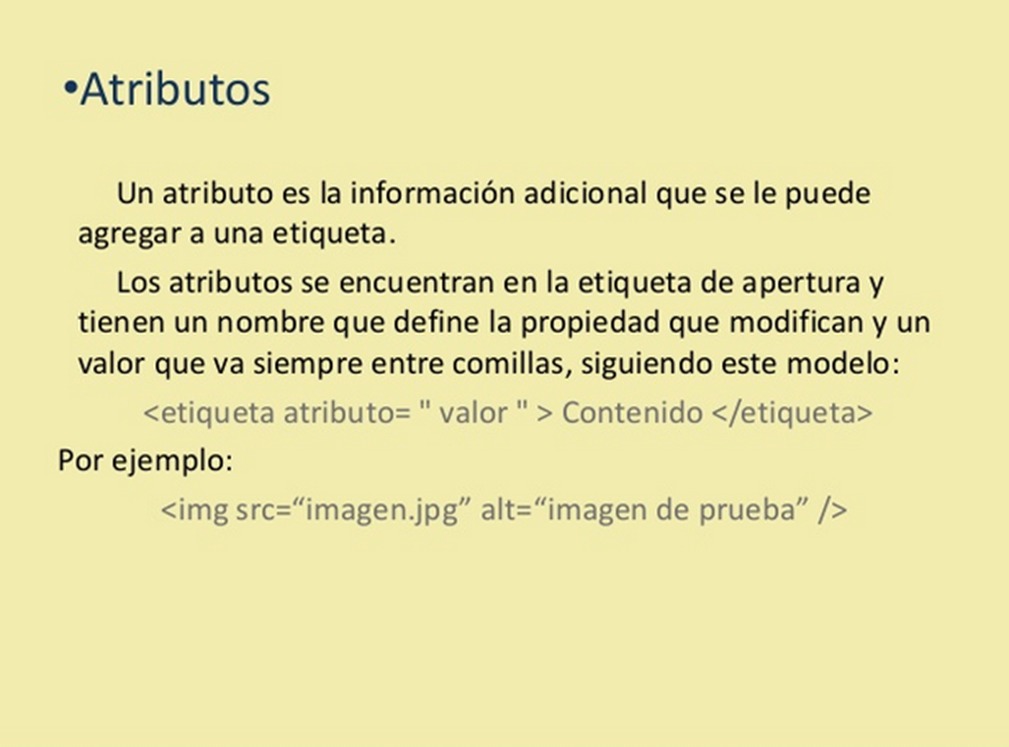 •Atributos
Un atributo es la información adicional que se le puede
agregar a una etiqueta.
Los atributos se encuentran en la etiqueta de apertura y
tienen un nombre que define la propiedad que modifican y un
valor que va siempre entre comillas, siguiendo este modelo:
<etiqueta atributo= " valor " > Contenido </etiqueta>
Por ejemplo:
<img src=“imagen.jpg” alt=“imagen de prueba” />